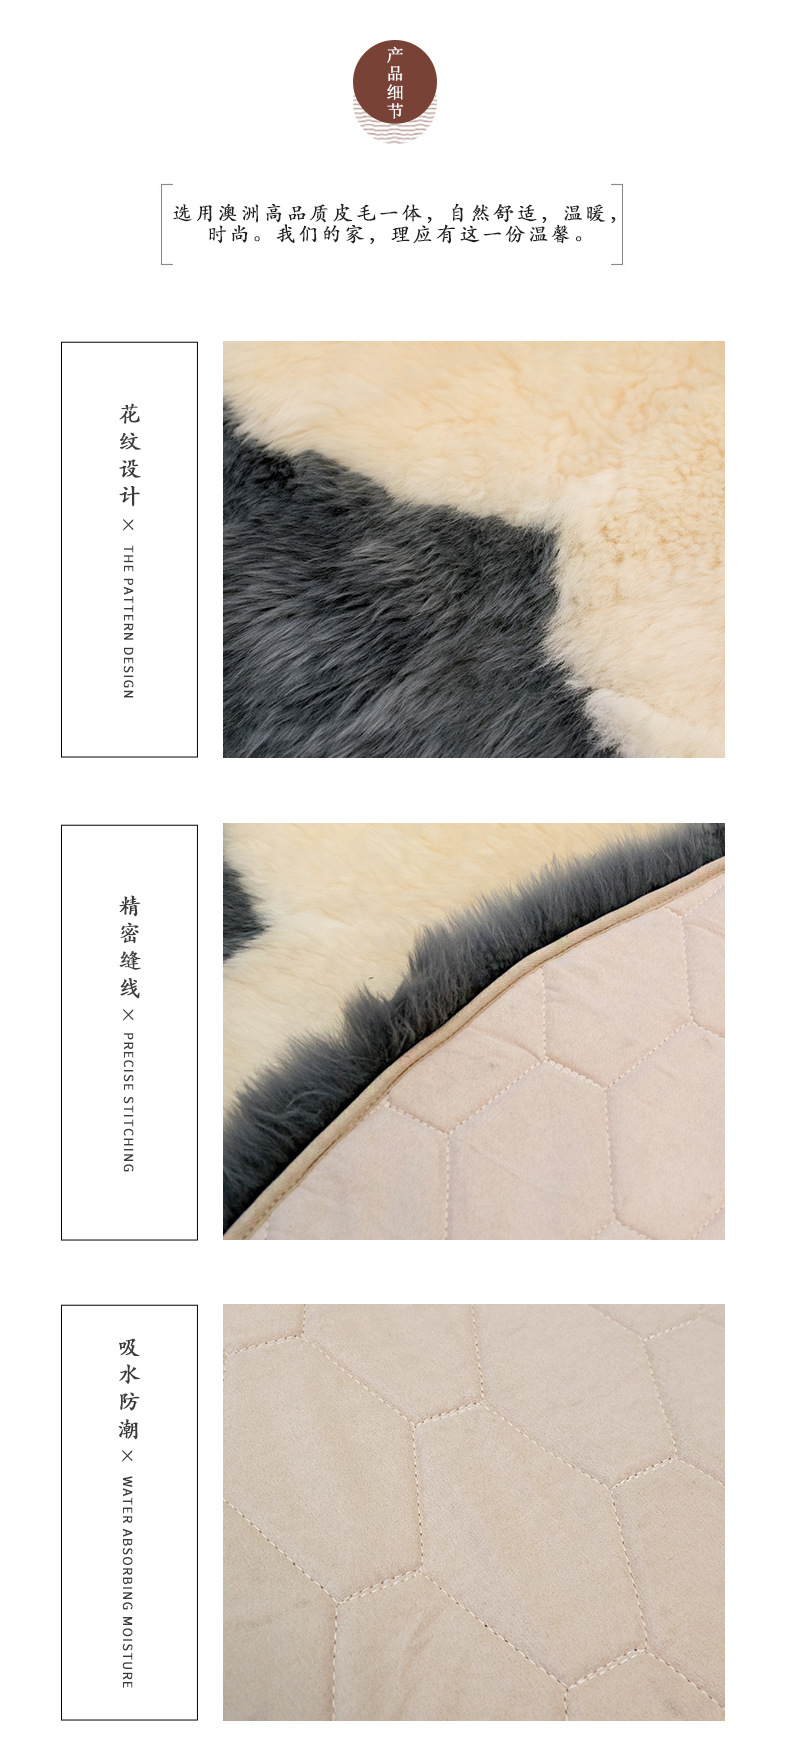 产品细节
选用澳洲高品质皮毛一体，自然舒适，温暖，
时尚。我们的家，理应有这一份温馨。
花纹设计×THE PATTERN DESIGN
精密缝线×PRECISE STITCHING
吸水防潮×WATER ABSORBING MOISTURE